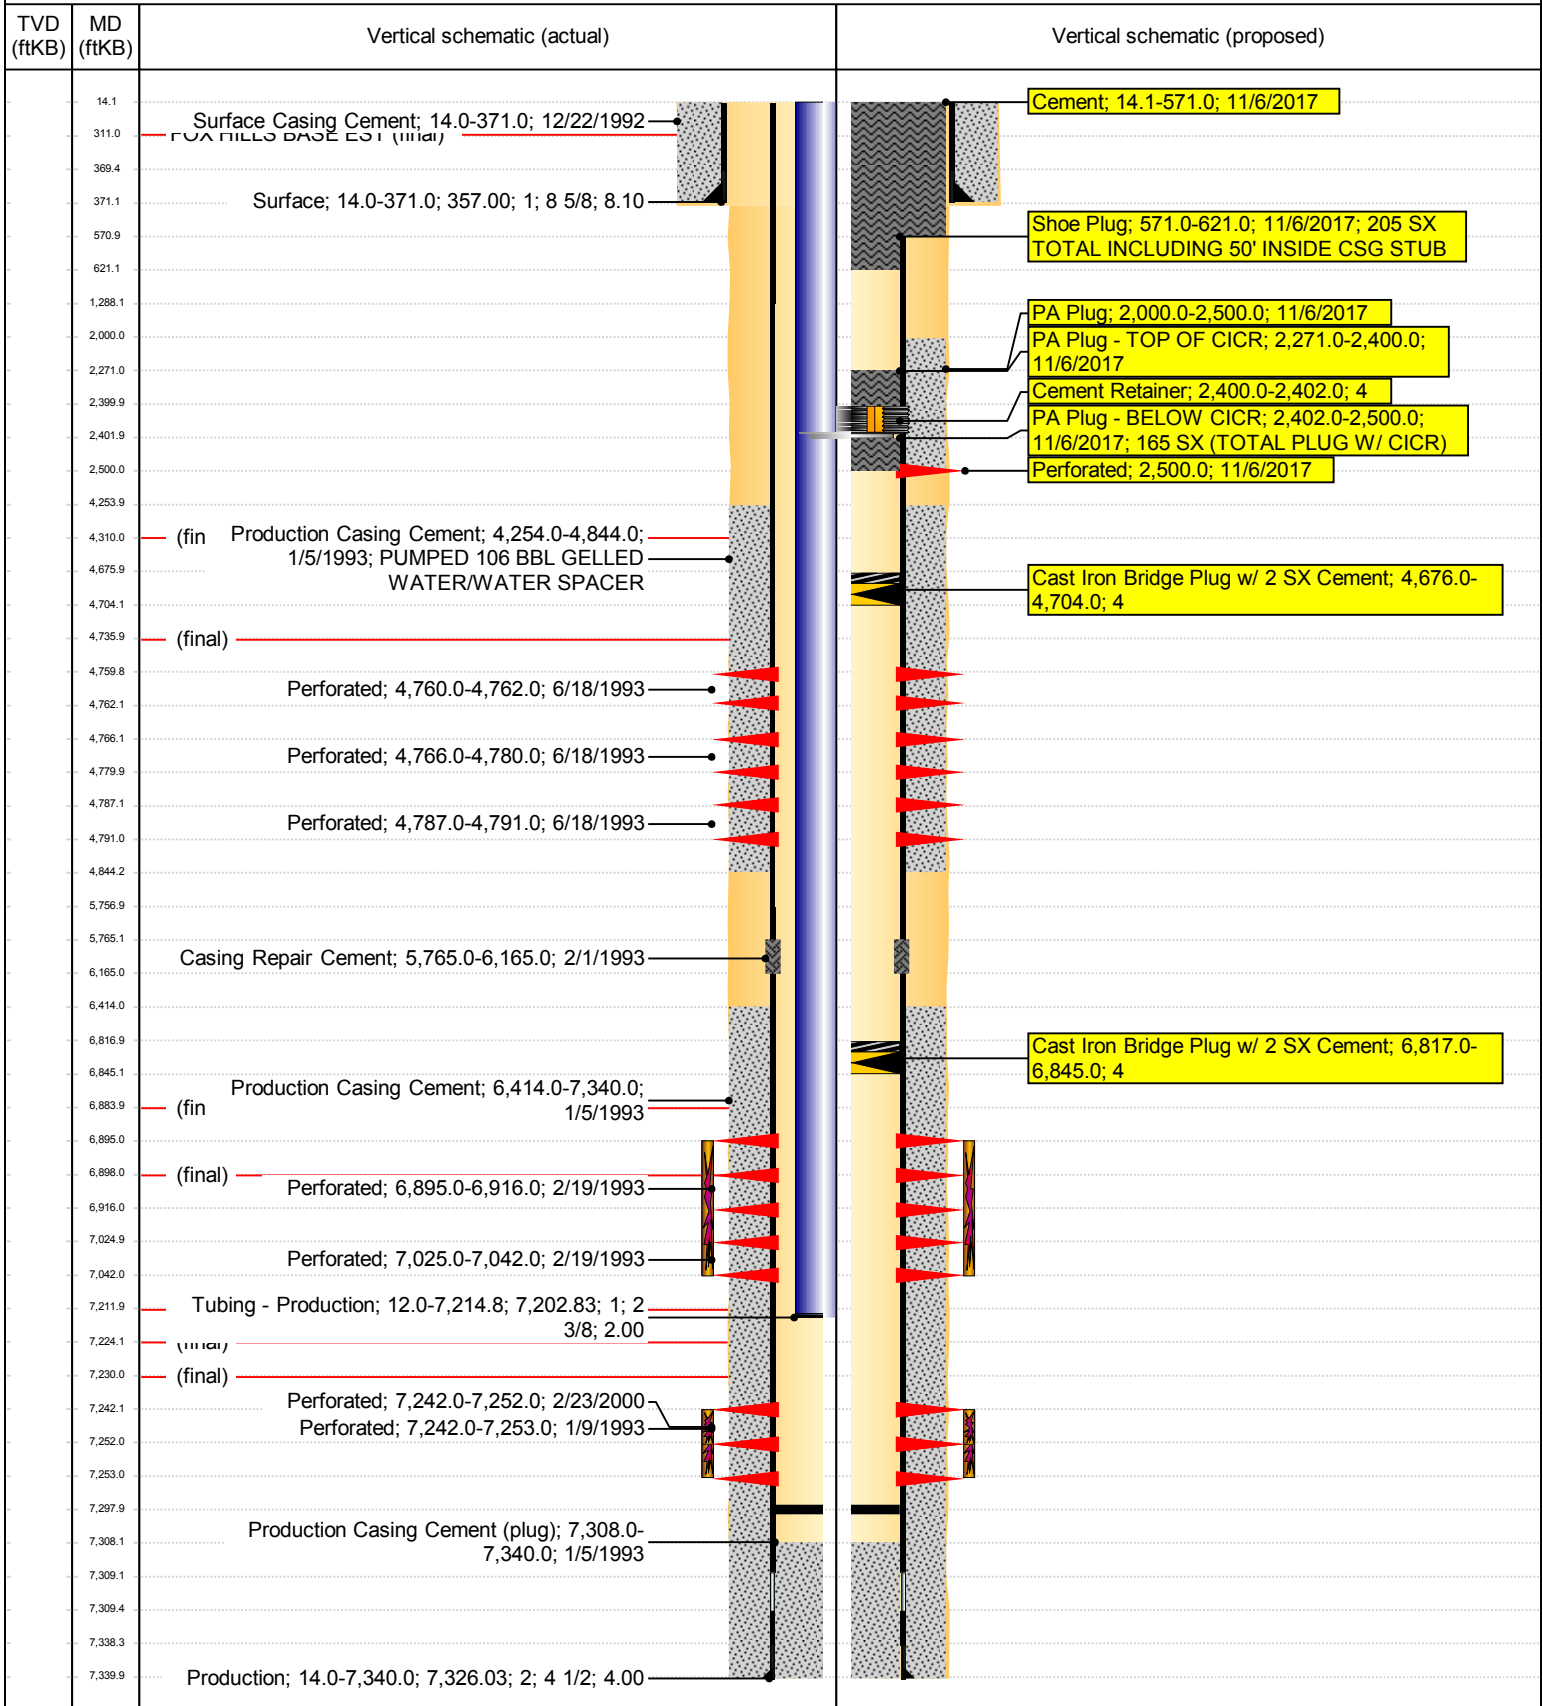 TVD (ftKB)
MD (ftKB)
Vertical schematic (actual)
Vertical schematic (proposed)
14.1
311.0
369.4
371.1
570.9
621.1
1,288.1
2,000.0
2,271.0
2,399.9
2,401.9
2,500.0
4,253.9
4,310.0
4,675.9
4,704.1
4,735.9
4,759.8
4,762.1
4,766.1
4,779.9
4,787.1
4,791.0
4,844.2
5,756.9
5,765.1
6,165.0
6,414.0
6,816.9
6,845.1
6,883.9
6,895.0
6,898.0
6,916.0
7,024.9
7,042.0
7,211.9
7,224.1
7,230.0
7,242.1
7,252.0
7,253.0
7,297.9
7,308.1
7,309.1
7,309.4
7,338.3
7,339.9
Surface Casing Cement; 14.0-371.0; 12/22/1992
FOX HILLS BASE EST (final)
Surface; 14.0-371.0; 357.00; 1; 8 5/8; 8.10
(fin
Production Casing Cement; 4,254.0-4,844.0;
1/5/1993; PUMPED 106 BBL GELLED
WATER/WATER SPACER
(final)
Perforated; 4,760.0-4,762.0; 6/18/1993
Perforated; 4,766.0-4,780.0; 6/18/1993
Perforated; 4,787.0-4,791.0; 6/18/1993
Casing Repair Cement; 5,765.0-6,165.0; 2/1/1993
Production Casing Cement; 6,414.0-7,340.0;
1/5/1993
(fin
(final)
Perforated; 6,895.0-6,916.0; 2/19/1993
Perforated; 7,025.0-7,042.0; 2/19/1993
Tubing - Production; 12.0-7,214.8; 7,202.83; 1; 2
3/8; 2.00
(final)
(final)
Perforated; 7,242.0-7,252.0; 2/23/2000
Perforated; 7,242.0-7,253.0; 1/9/1993
Production Casing Cement (plug); 7,308.0-
7,340.0; 1/5/1993
Production; 14.0-7,340.0; 7,326.03; 2; 4 1/2; 4.00
Cement; 14.1-571.0; 11/6/2017
Shoe Plug; 571.0-621.0; 11/6/2017; 205 SX
TOTAL INCLUDING 50' INSIDE CSG STUB
PA Plug; 2,000.0-2,500.0; 11/6/2017
PA Plug - TOP OF CICR; 2,271.0-2,400.0;
11/6/2017
Cement Retainer; 2,400.0-2,402.0; 4
PA Plug - BELOW CICR; 2,402.0-2,500.0;
11/6/2017; 165 SX (TOTAL PLUG W/ CICR)
Perforated; 2,500.0; 11/6/2017
Cast Iron Bridge Plug w/ 2 SX Cement; 4,676.0-
4,704.0; 4
Cast Iron Bridge Plug w/ 2 SX Cement; 6,817.0-
6,845.0; 4